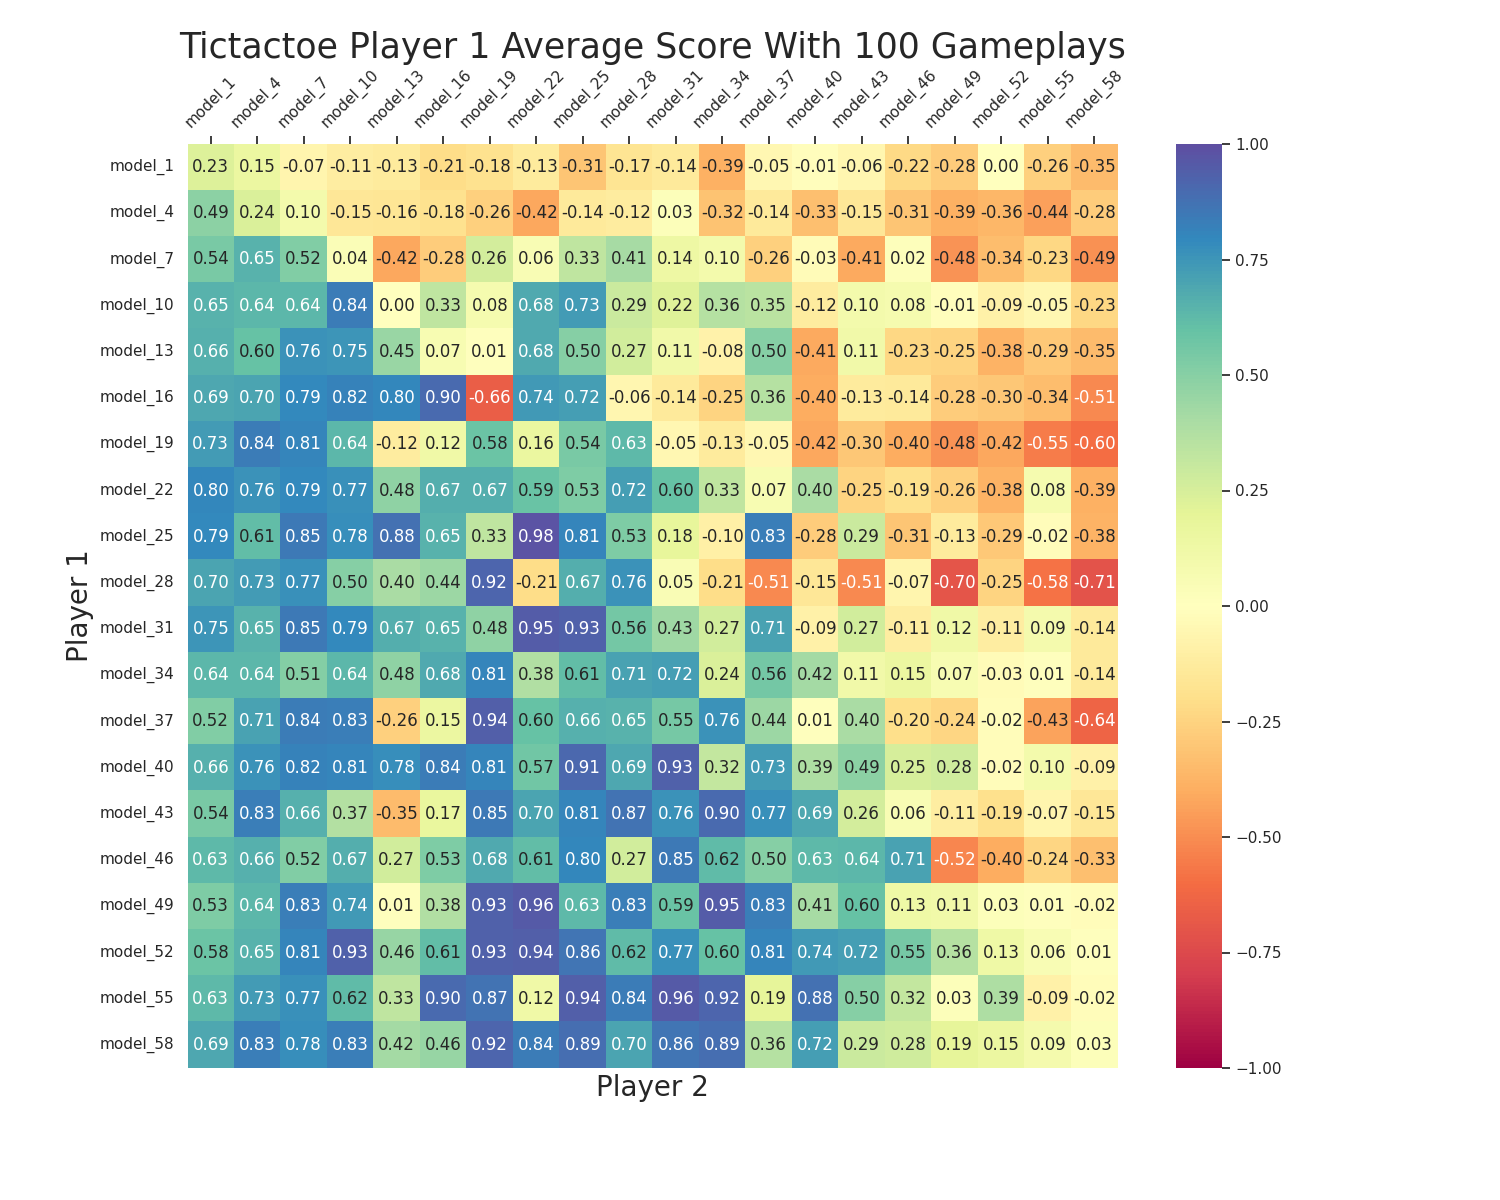 Tictactoe Player 1 Average Score With 100 Gameplays
model_1 model_4 model_7 model_10 model_13 model_16 model_19 model_22 model_25 model_28 model_31 model_34 model_37 model_40 model_43 model_46 model_49 model_52 model_55 model_58
model_1 0.23 0.15 -0.07 -0.11 -0.13 -0.21 -0.18 -0.13 -0.31 -0.17 -0.14 -0.39 -0.05 -0.01 -0.06 -0.22 -0.28 0.00 -0.26 -0.35
model_4 0.49 0.24 0.10 -0.15 -0.16 -0.18 -0.26 -0.42 -0.14 -0.12 0.03 -0.32 -0.14 -0.33 -0.15 -0.31 -0.39 -0.36 -0.44 -0.28
model_7 0.54 0.65 0.52 0.04 -0.42 -0.28 0.26 0.06 0.33 0.41 0.14 0.10 -0.26 -0.03 -0.41 0.02 -0.48 -0.34 -0.23 -0.49
model_10 0.65 0.64 0.64 0.84 0.00 0.33 0.08 0.68 0.73 0.29 0.22 0.36 0.35 -0.12 0.10 0.08 -0.01 -0.09 -0.05 -0.23
model_13 0.66 0.60 0.76 0.75 0.45 0.07 0.01 0.68 0.50 0.27 0.11 -0.08 0.50 -0.41 0.11 -0.23 -0.25 -0.38 -0.29 -0.35
model_16 0.69 0.70 0.79 0.82 0.80 0.90 -0.66 0.74 0.72 -0.06 -0.14 -0.25 0.36 -0.40 -0.13 -0.14 -0.28 -0.30 -0.34 -0.51
model_19 0.73 0.84 0.81 0.64 -0.12 0.12 0.58 0.16 0.54 0.63 -0.05 -0.13 -0.05 -0.42 -0.30 -0.40 -0.48 -0.42 -0.55 -0.60
model_22 0.80 0.76 0.79 0.77 0.48 0.67 0.67 0.59 0.53 0.72 0.60 0.33 0.07 0.40 -0.25 -0.19 -0.26 -0.38 0.08 -0.39
model_25 0.79 0.61 0.85 0.78 0.88 0.65 0.33 0.98 0.81 0.53 0.18 -0.10 0.83 -0.28 0.29 -0.31 -0.13 -0.29 -0.02 -0.38
model_28 0.70 0.73 0.77 0.50 0.40 0.44 0.92 -0.21 0.67 0.76 0.05 -0.21 -0.51 -0.15 -0.51 -0.07 -0.70 -0.25 -0.58 -0.71
model_31 0.75 0.65 0.85 0.79 0.67 0.65 0.48 0.95 0.93 0.56 0.43 0.27 0.71 -0.09 0.27 -0.11 0.12 -0.11 0.09 -0.14
model_34 0.64 0.64 0.51 0.64 0.48 0.68 0.81 0.38 0.61 0.71 0.72 0.24 0.56 0.42 0.11 0.15 0.07 -0.03 0.01 -0.14
model_37 0.52 0.71 0.84 0.83 -0.26 0.15 0.94 0.60 0.66 0.65 0.55 0.76 0.44 0.01 0.40 -0.20 -0.24 -0.02 -0.43 -0.64
model_40 0.66 0.76 0.82 0.81 0.78 0.84 0.81 0.57 0.91 0.69 0.93 0.32 0.73 0.39 0.49 0.25 0.28 -0.02 0.10 -0.09
model_43 0.54 0.83 0.66 0.37 -0.35 0.17 0.85 0.70 0.81 0.87 0.76 0.90 0.77 0.69 0.26 0.06 -0.11 -0.19 -0.07 -0.15
model_46 0.63 0.66 0.52 0.67 0.27 0.53 0.68 0.61 0.80 0.27 0.85 0.62 0.50 0.63 0.64 0.71 -0.52 -0.40 -0.24 -0.33
model_49 0.53 0.64 0.83 0.74 0.01 0.38 0.93 0.96 0.63 0.83 0.59 0.95 0.83 0.41 0.60 0.13 0.11 0.03 0.01 -0.02
model_52 0.58 0.65 0.81 0.93 0.46 0.61 0.93 0.94 0.86 0.62 0.77 0.60 0.81 0.74 0.72 0.55 0.36 0.13 0.06 0.01
model_55 0.63 0.73 0.77 0.62 0.33 0.90 0.87 0.12 0.94 0.84 0.96 0.92 0.19 0.88 0.50 0.32 0.03 0.39 -0.09 -0.02
model_58 0.69 0.83 0.78 0.83 0.42 0.46 0.92 0.84 0.89 0.70 0.86 0.89 0.36 0.72 0.29 0.28 0.19 0.15 0.09 0.03
Player 1
Player 2
1.00
0.75
0.50
0.25
0.00
−0.25
−0.50
−0.75
−1.00